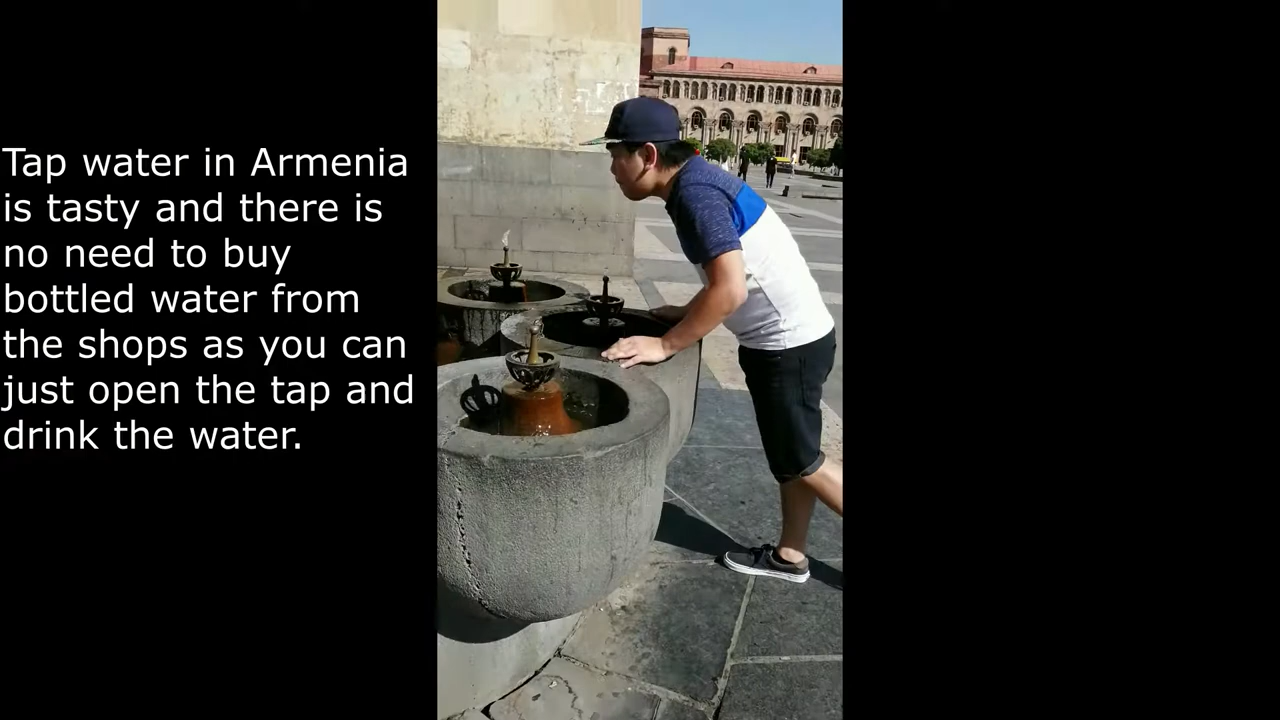 Tap water in Armenia
is tasty and there is
no need to buy
bottled water from
the shops as you can
just open the tap and
drink the water.